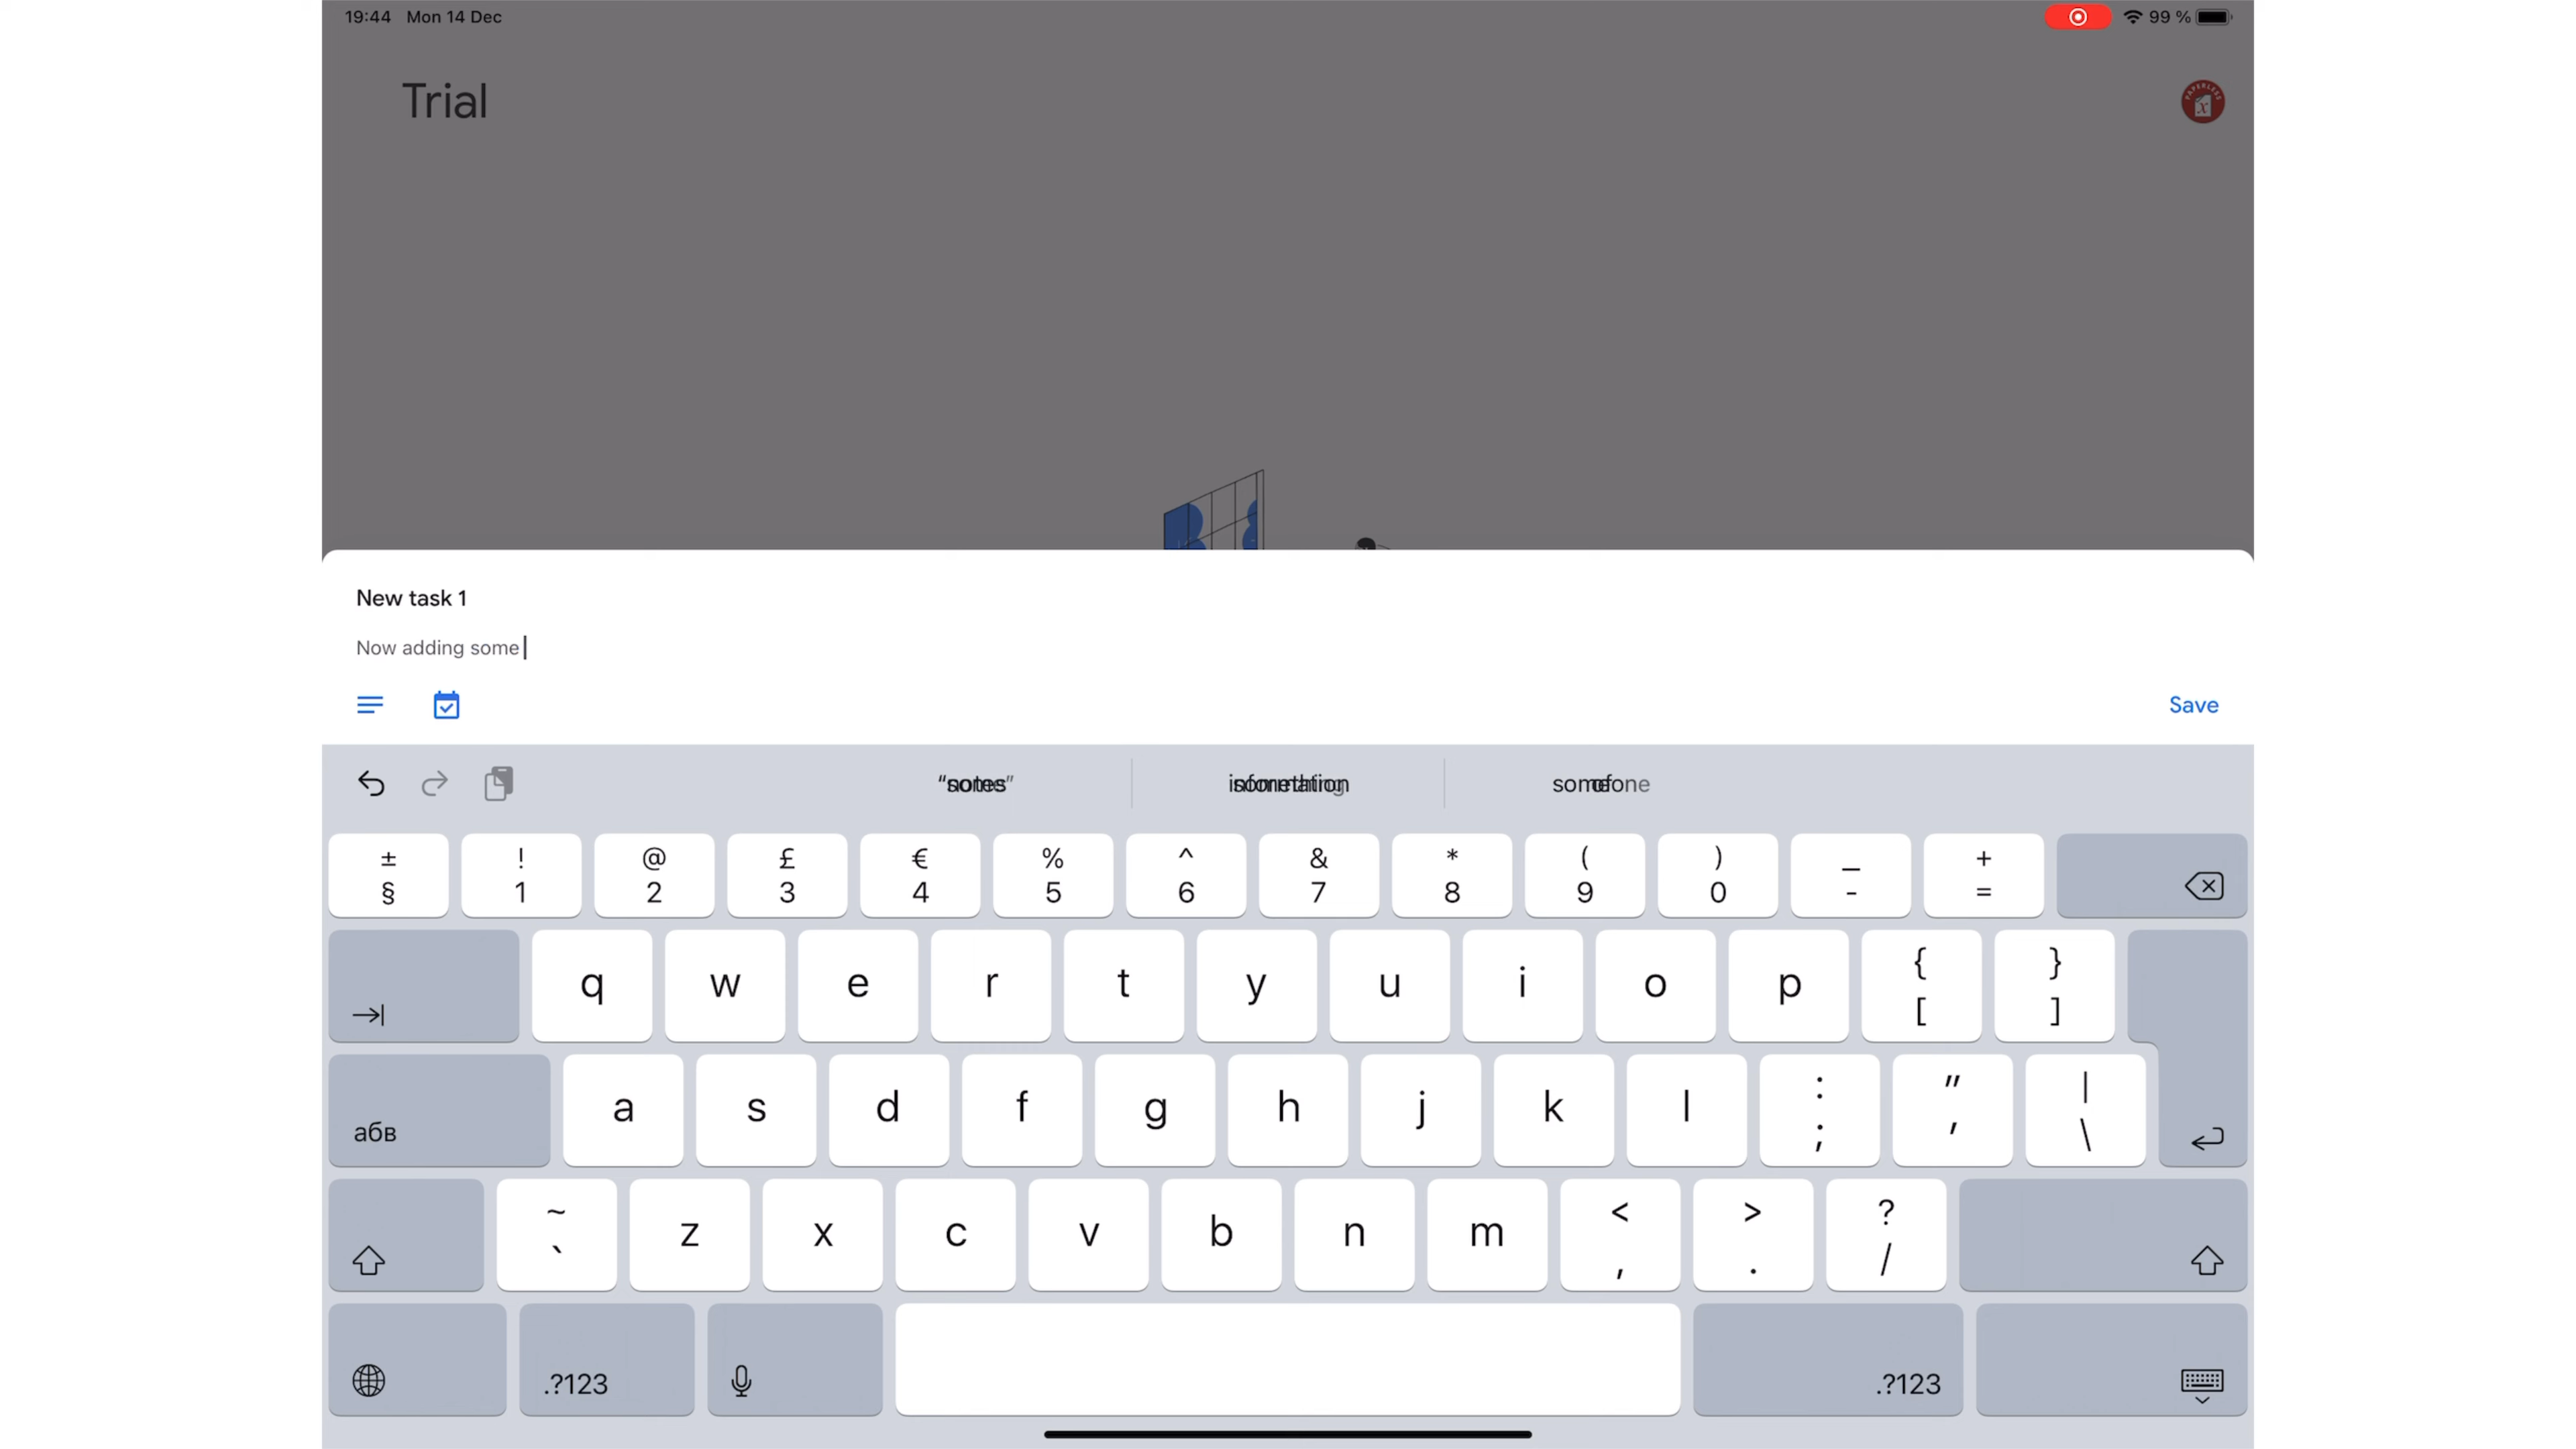 19:44 Mon 14 Dec 99 %
Trial
PAPERLESS X
New task 1
Now adding some
Save
± ! @ £ € % ^ & * ( ) _ +
§ 1 2 3 4 5 6 7 8 9 0 - =
q w e r t y u i o p { }
[ ]
абв a s d f g h j k l : " |
; ' \
~ z x c v b n m < > ?
` , . /
.?123 .?123